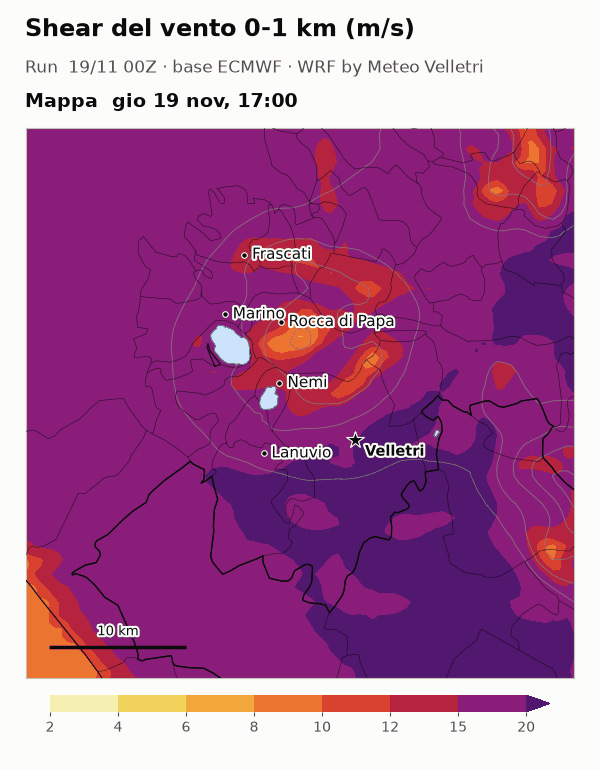 Shear del vento 0-1 km (m/s)
Run  19/11 00Z · base ECMWF · WRF by Meteo Velletri
Mappa  gio 19 nov, 17:00
Frascati
Marino
Rocca di Papa
Nemi
Velletri
Lanuvio
10 km
2 4 6 8 10 12 15 20